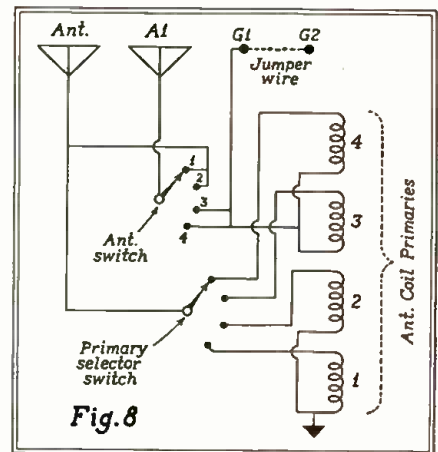 Ant.
A1
G1
G2
Jumper
wire
1
2
3
4
Ant.
switch
4
3
2
1
Ant. Coil Primaries
Primary
selector
switch
Fig.8